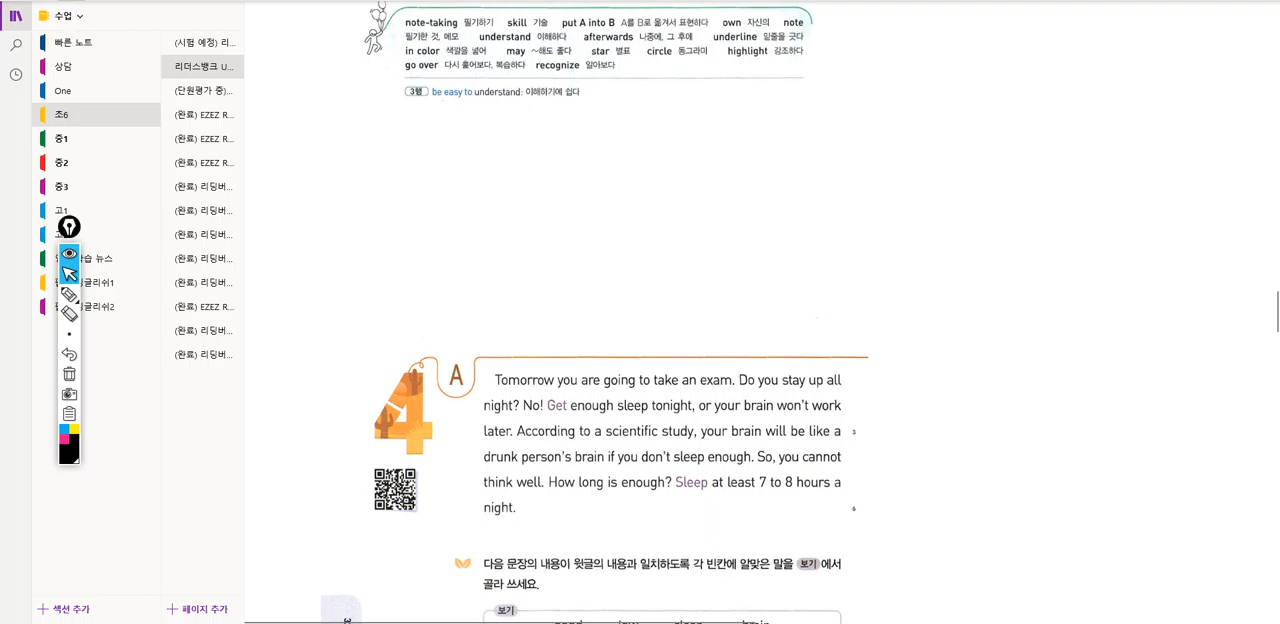 수업
빠른 노트
상담
One
초6
중1
중2
중3
고1
습 뉴스
글리쉬1
글리쉬2
섹션 추가
(시험 예정) 리...
리더스뱅크 U...
(단원평가 중)...
(완료) EZEZ R...
(완료) EZEZ R...
(완료) EZEZ R...
(완료) 리딩버...
(완료) 리딩버...
(완료) 리딩버...
(완료) 리딩버...
(완료) 리딩버...
(완료) EZEZ R...
(완료) 리딩버...
(완료) 리딩버...
페이지 추가
note-taking 필기하기 skill 기술 put A into B A를 B로 옮겨서 표현하다 own 자신의 note
필기한 것, 메모 understand 이해하다 afterwards 나중에, 그 후에 underline 밑줄을 긋다
in color 색깔을 넣어 may ~해도 좋다 star 별표 circle 동그라미 highlight 강조하다
go over 다시 훑어보다, 복습하다 recognize 알아보다
3행 be easy to understand: 이해하기에 쉽다
4 A
Tomorrow you are going to take an exam. Do you stay up all
night? No! Get enough sleep tonight, or your brain won't work
later. According to a scientific study, your brain will be like a 3
drunk person's brain if you don't sleep enough. So, you cannot
think well. How long is enough? Sleep at least 7 to 8 hours a
night. 6
다음 문장의 내용이 윗글의 내용과 일치하도록 각 빈칸에 알맞은 말을 보기 에서
골라 쓰세요.
보기